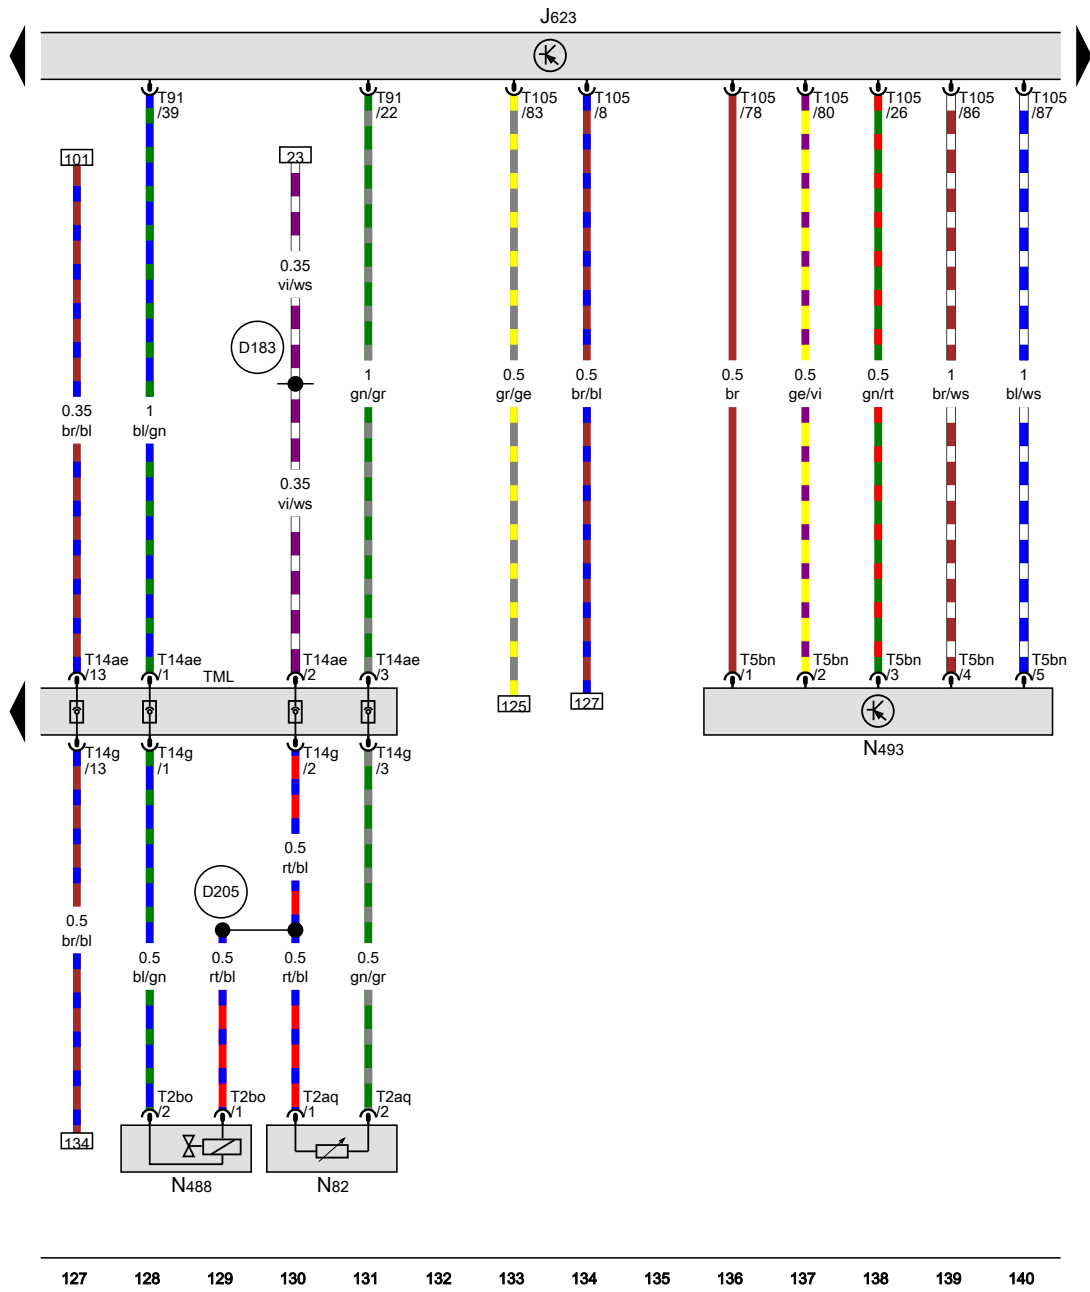 J623
T91 T91 T105 T105 T105 T105 T105 T105 T105
/39 /22 /83 /8 /78 /80 /26 /86 /87
101 23
0.35
vi/ws
D183
1 0.5 0.5 0.5 0.5 0.5 1 1
gn/gr gr/ge br/bl br ge/vi gn/rt br/ws bl/ws
0.35 1
br/bl bl/gn
0.35
vi/ws
T14ae T14ae T14ae T14ae T5bn T5bn T5bn T5bn T5bn
/13 /1 TML /2 /3 /1 /2 /3 /4 /5
125 127
T14g T14g T14g T14g N493
/13 /1 /2 /3
0.5
rt/bl
D205
0.5
br/bl
0.5 0.5 0.5 0.5
bl/gn rt/bl rt/bl gn/gr
T2bo T2bo T2aq T2aq
/2 /1 /1 /2
134
N488 N82
127 128 129 130 131 132 133 134 135 136 137 138 139 140